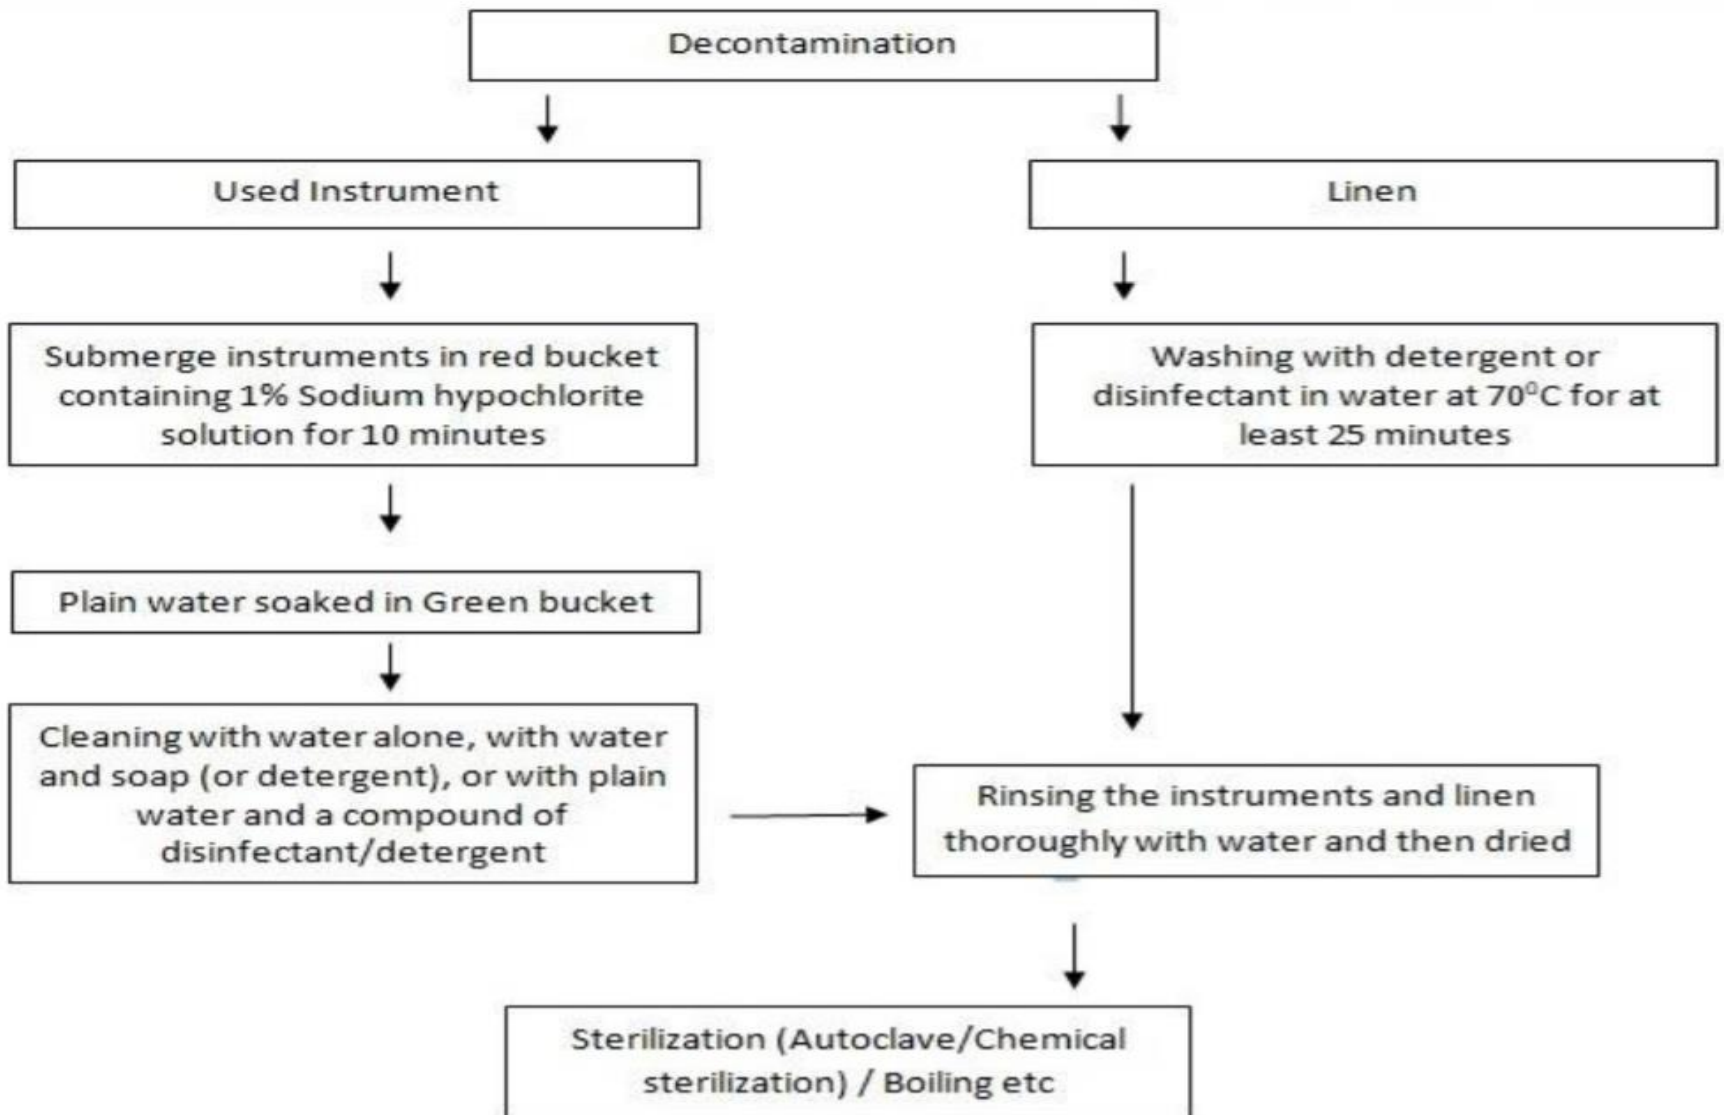 Decontamination
Used Instrument
Linen
Submerge instruments in red bucket
containing 1% Sodium hypochlorite
solution for 10 minutes
Washing with detergent or
disinfectant in water at 70⁰C for at
least 25 minutes
Plain water soaked in Green bucket
Cleaning with water alone, with water
and soap (or detergent), or with plain
water and a compound of
disinfectant/detergent
Rinsing the instruments and linen
thoroughly with water and then dried
Sterilization (Autoclave/Chemical
sterilization) / Boiling etc